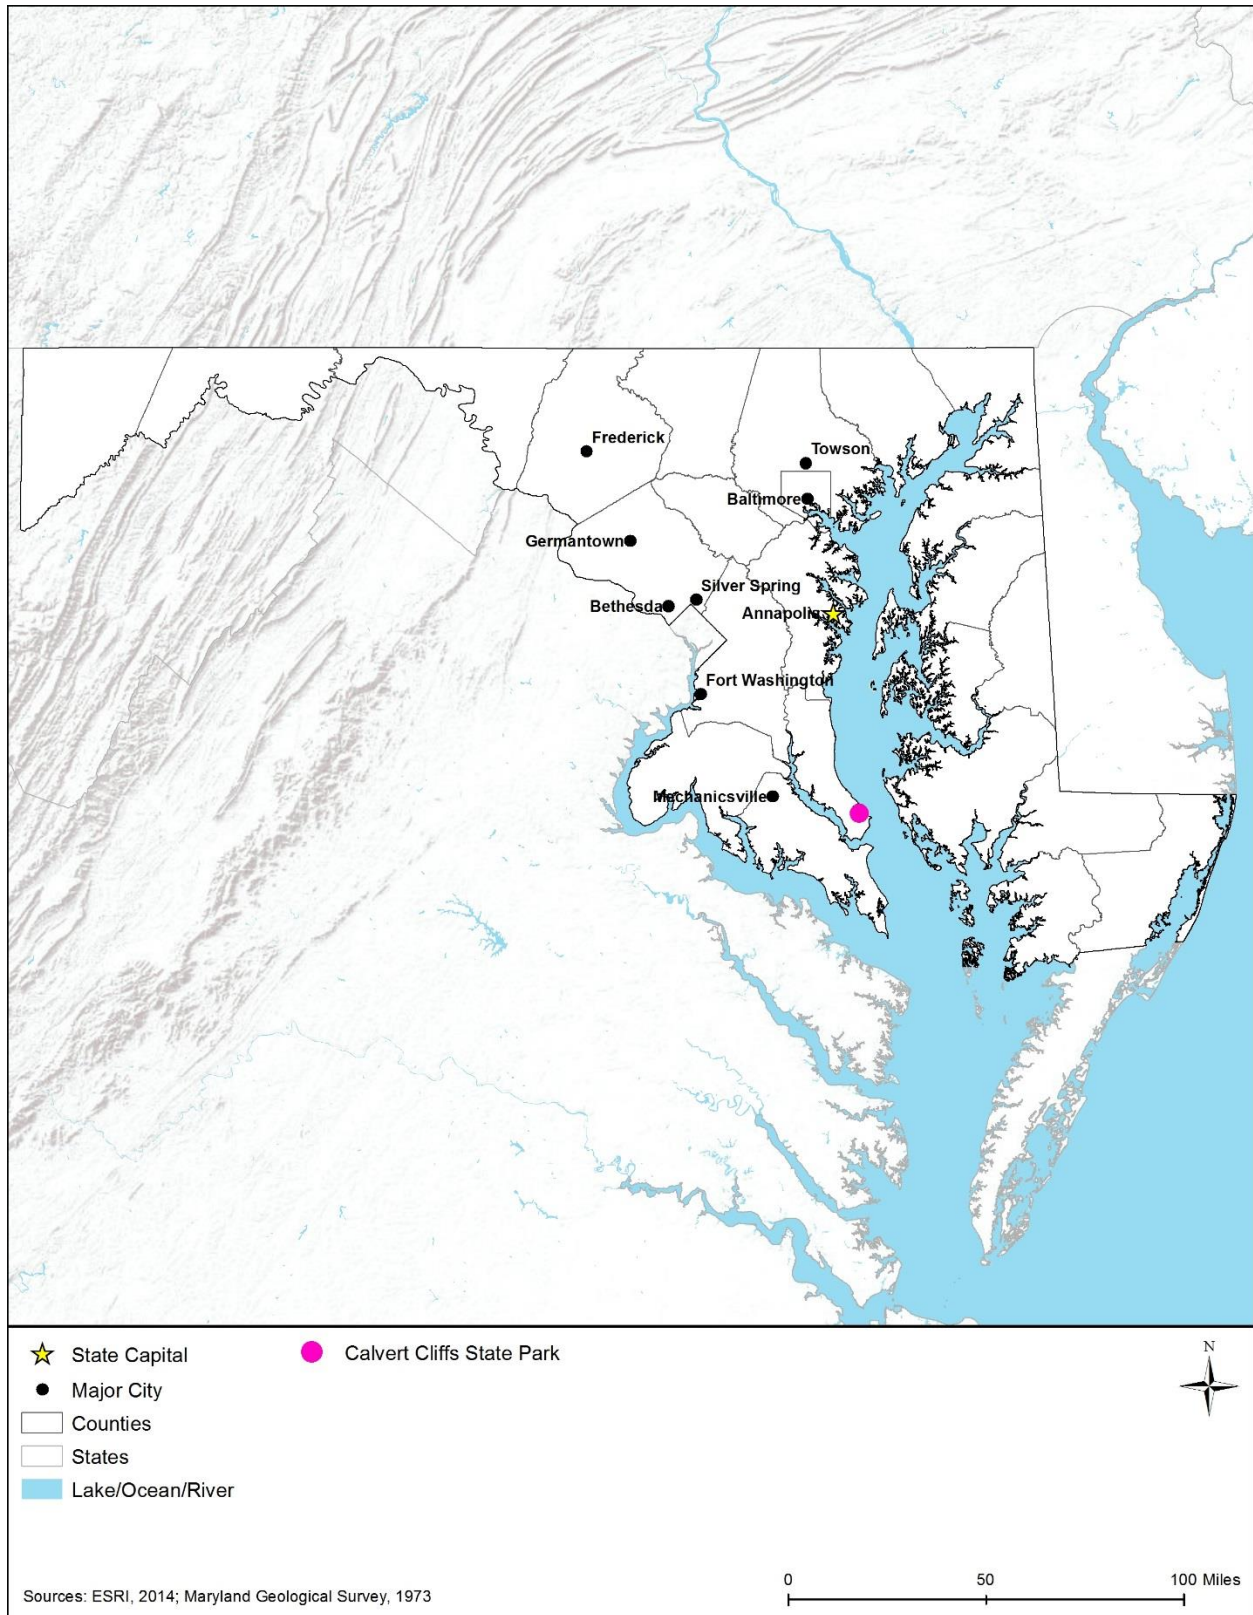 Frederick
Towson
Baltimore
Germantown
Silver Spring
Bethesda
Annapolis
Fort Washington
Mechanicsville
State Capital
Calvert Cliffs State Park
N
Major City
Counties
States
Lake/Ocean/River
Sources: ESRI, 2014; Maryland Geological Survey, 1973
0 50 100 Miles